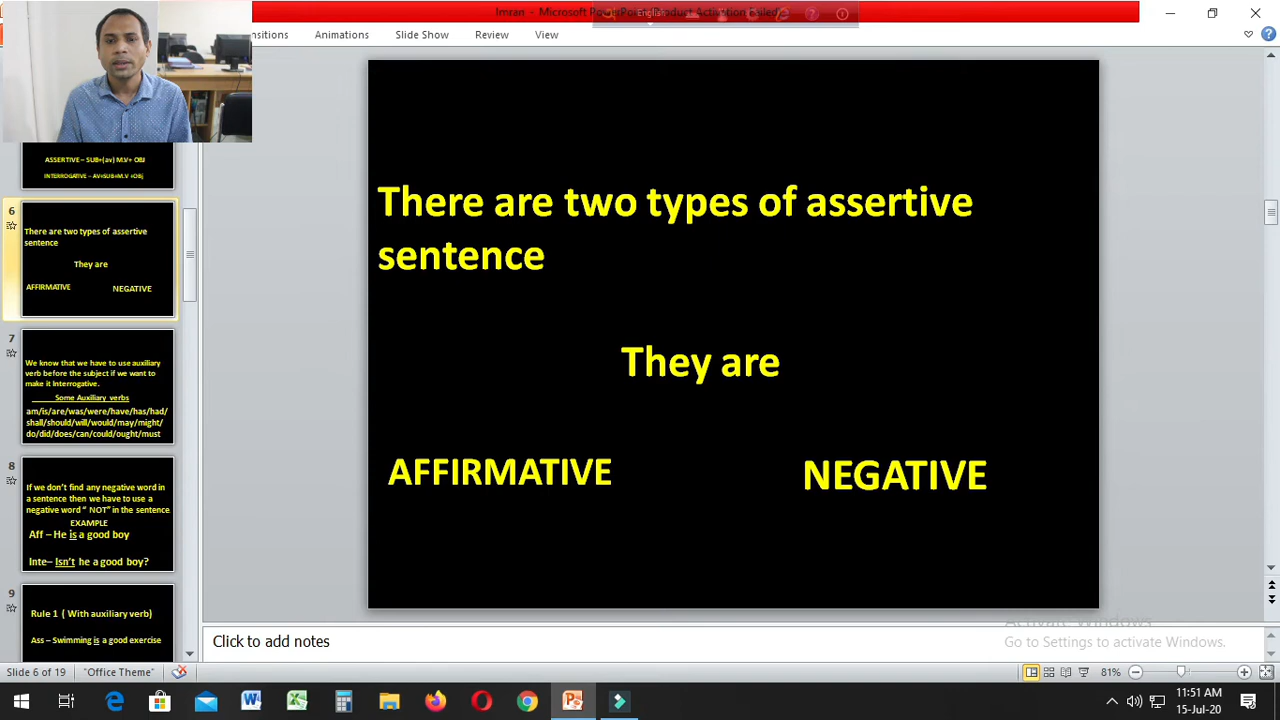 Imran - Microsoft PowerPoint (Product Activation Failed)
English
sitions
Animations
Slide Show
Review
View
ASSERTIVE – SUB+(av) M.V+ OBJ
INTERROGATIVE - AV+SUB+M.V +OBj
6
There are two types of assertive
sentence
They are
AFFIRMATIVE
NEGATIVE
7
We know that we have to use auxiliary
verb before the subject if we want to
make it Interrogative.
Some Auxiliary verbs
am/is/are/was/were/have/has/had/
shall/should/will/would/may/might/
do/did/does/can/could/ought/must
8
If we don't find any negative word in
a sentence then we have to use a
negative word " NOT" in the sentence
EXAMPLE
Aff – He is a good boy
Inte– Isn't he a good boy?
9
Rule 1 ( With auxiliary verb)
Ass – Swimming is a good exercise
There are two types of assertive
sentence
They are
AFFIRMATIVE
NEGATIVE
Click to add notes
Activate Windows
Go to Settings to activate Windows.
Slide 6 of 19
"Office Theme"
81%
11:51 AM
15-Jul-20